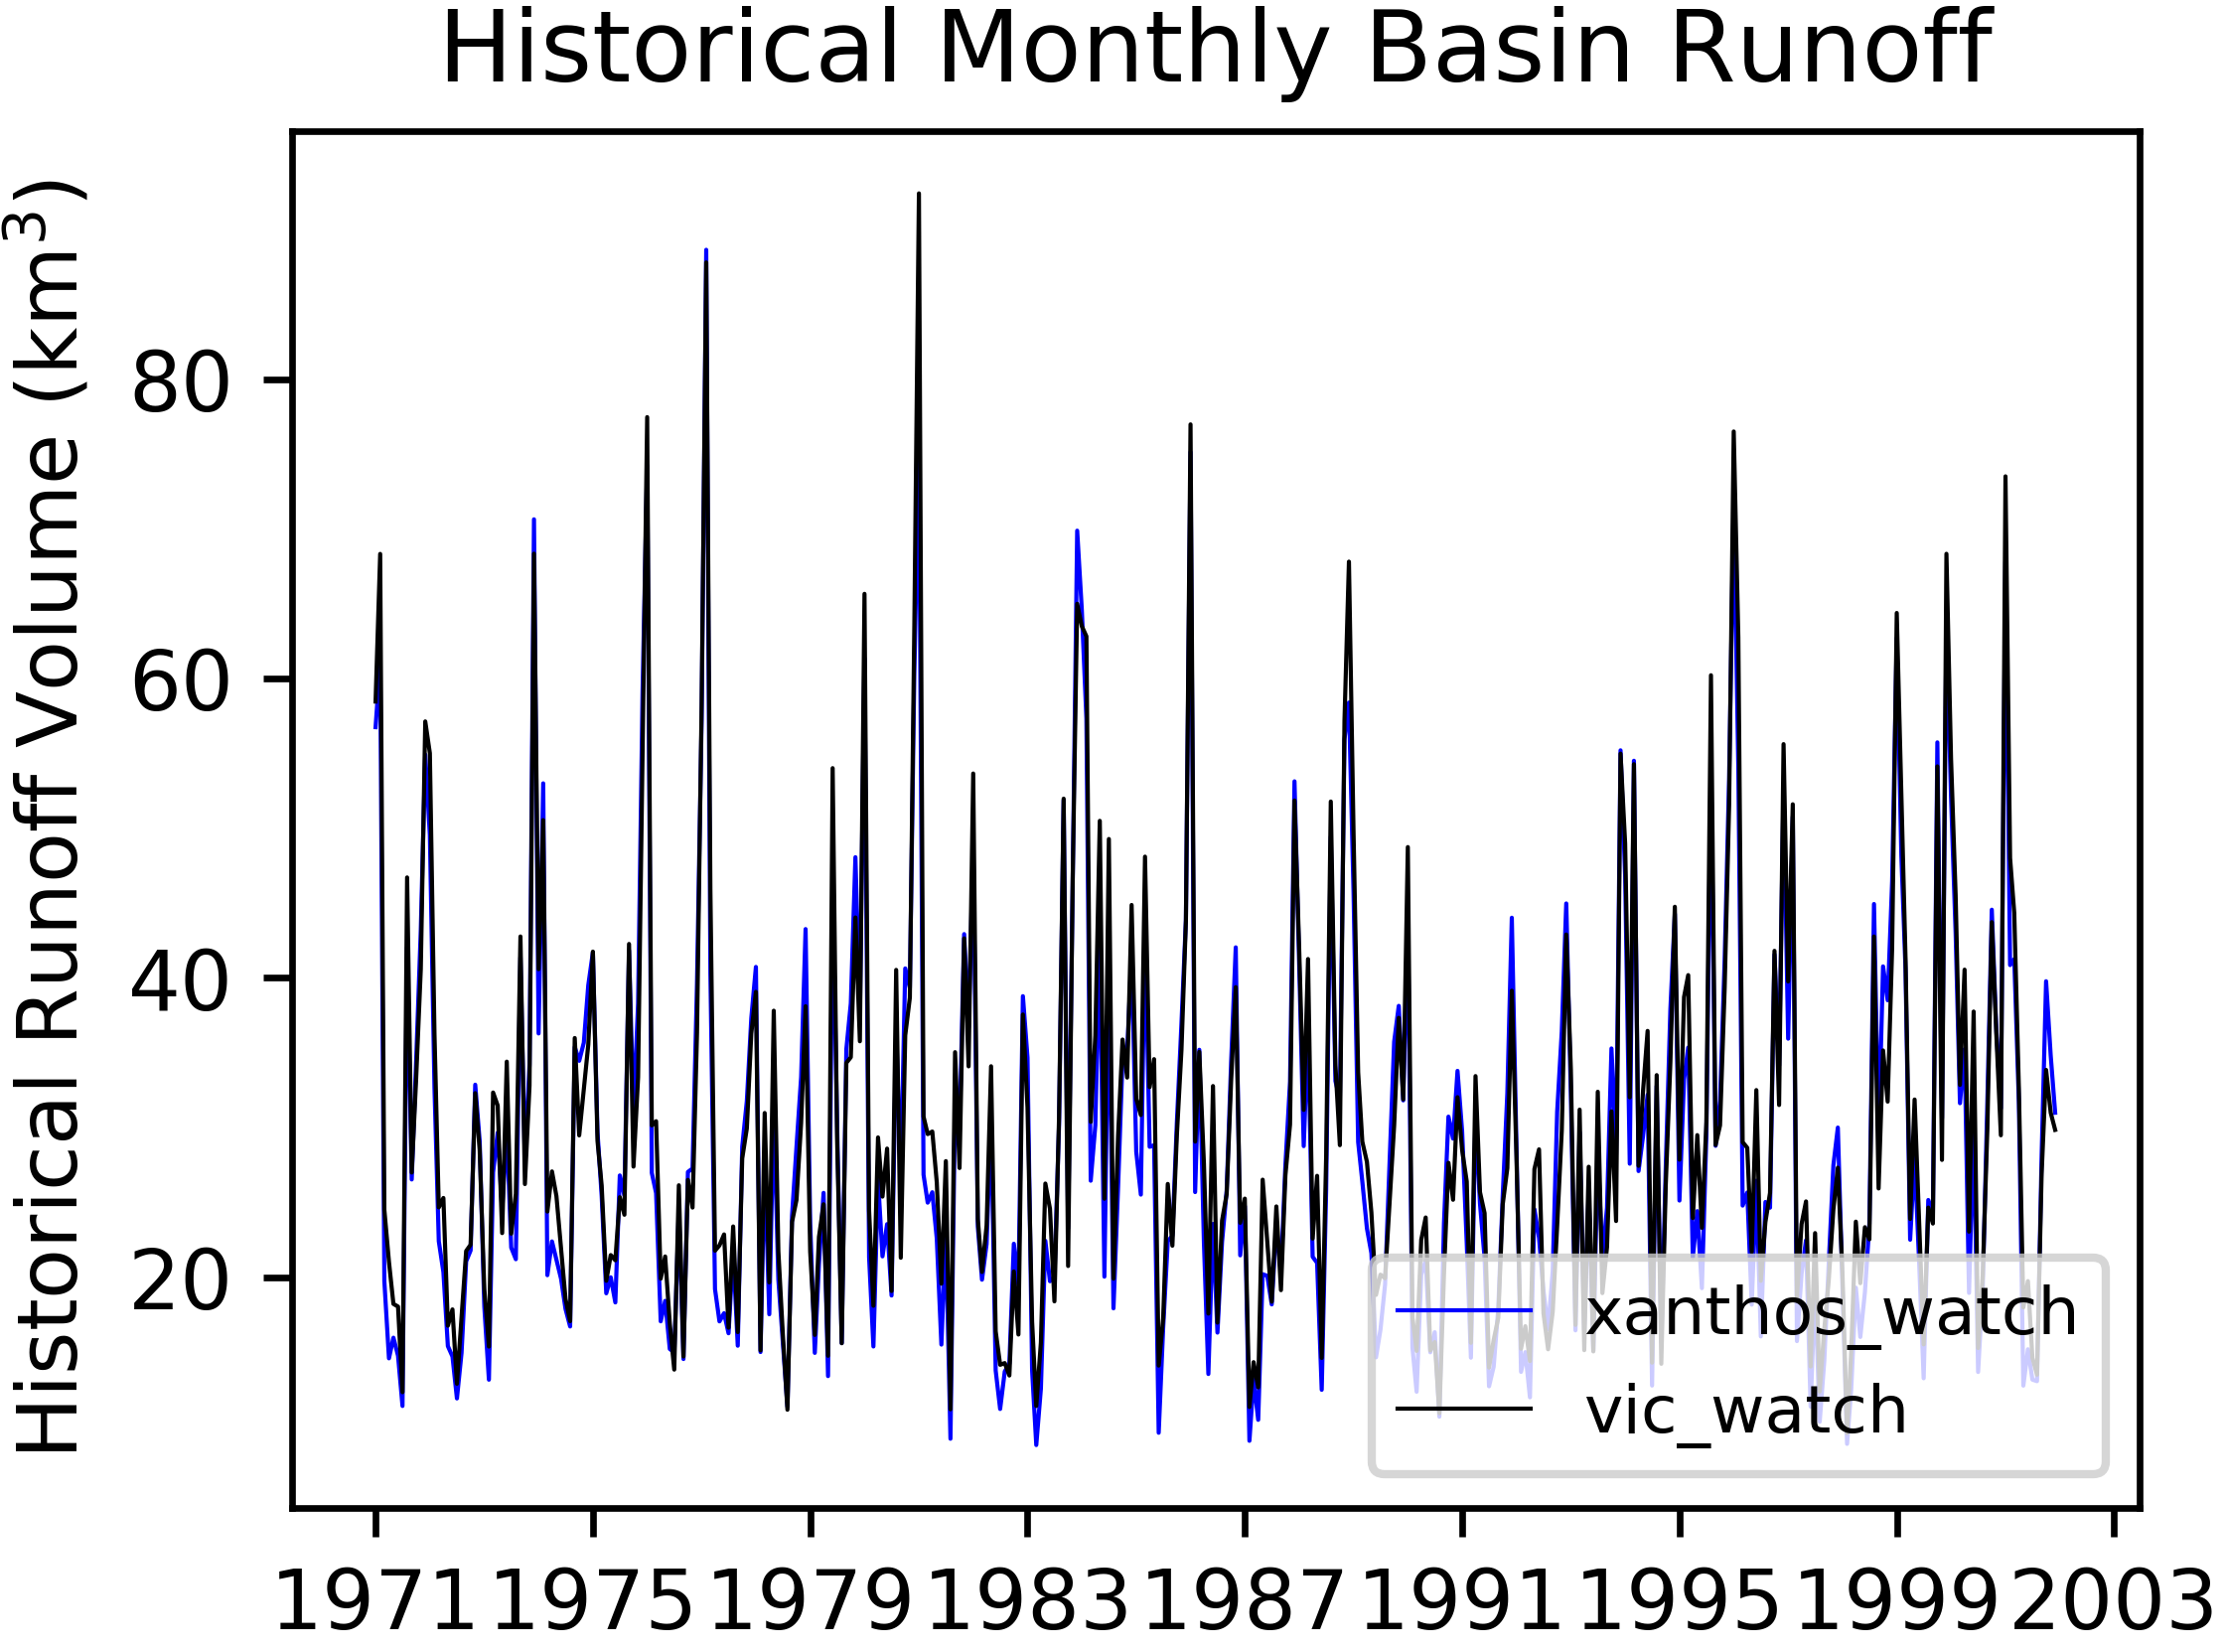 Historical Monthly Basin Runoff
Historical Runoff Volume (km³)
80
60
40
20
xanthos_watch
vic_watch
1971 1975 1979 1983 1987 1991 1995 1999 2003